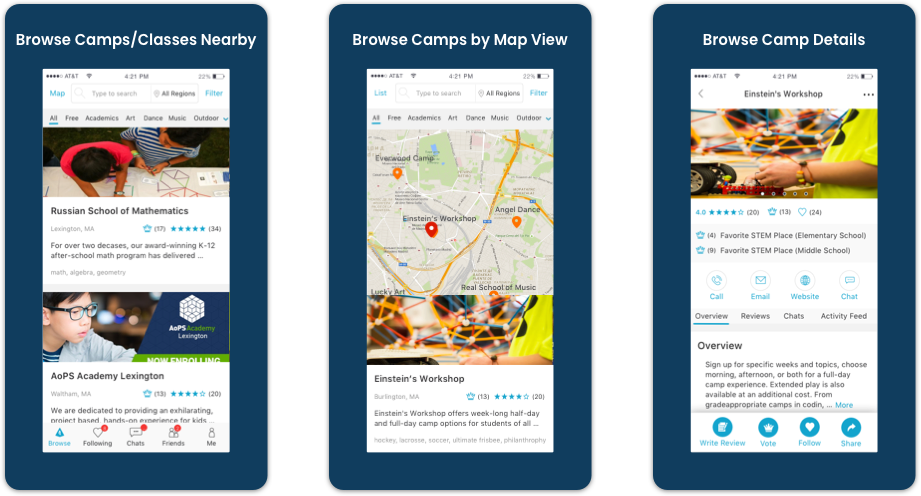 Browse Camps/Classes Nearby
AT&T 4:21 PM 22%
Map Type to search All Regions Filter
All Free Academics Art Dance Music Outdoor
Russian School of Mathematics
Lexington, MA (17) (34)
For over two decases, our award-winning K-12
after-school math program has delivered ...
math, algebra, geometry
AoPSAcademy
Lexington
NOW ENROLLING
AoPS Academy Lexington
Waltham, MA (13) (20)
We are dedicated to providing an exhilarating,
project based, hands-on experience for kids ...
Browse Following Chats Friends Me
Browse Camps by Map View
AT&T 4:21 PM 22%
List Type to search All Regions Filter
All Free Academics Art Dance Music Outdoor
Everwood Camp
Angel Dance
Einstein's Workshop
Real School of Music
Lucky Art
Einstein's Workshop
Burlington, MA (13) (20)
Einstein's Workshop offers week-long half-day
and full-day camp options for students of all ...
hockey, lacrosse, soccer, ultimate frisbee, philanthrophy
Browse Camp Details
AT&T 4:21 PM 22%
Einstein's Workshop
4.0 (20) (13) (24)
(4) Favorite STEM Place (Elementary School)
(9) Favorite STEM Place (Middle School)
Call Email Website Chat
Overview Reviews Chats Activity Feed
Overview
Sign up for specific weeks and topics, choose
morning, afternoon, or both for a full-day
camp experience. Extended play is also
available at an additional cost. From
gradeappropriate camps in codin, ... More
Write Review Vote Follow Share